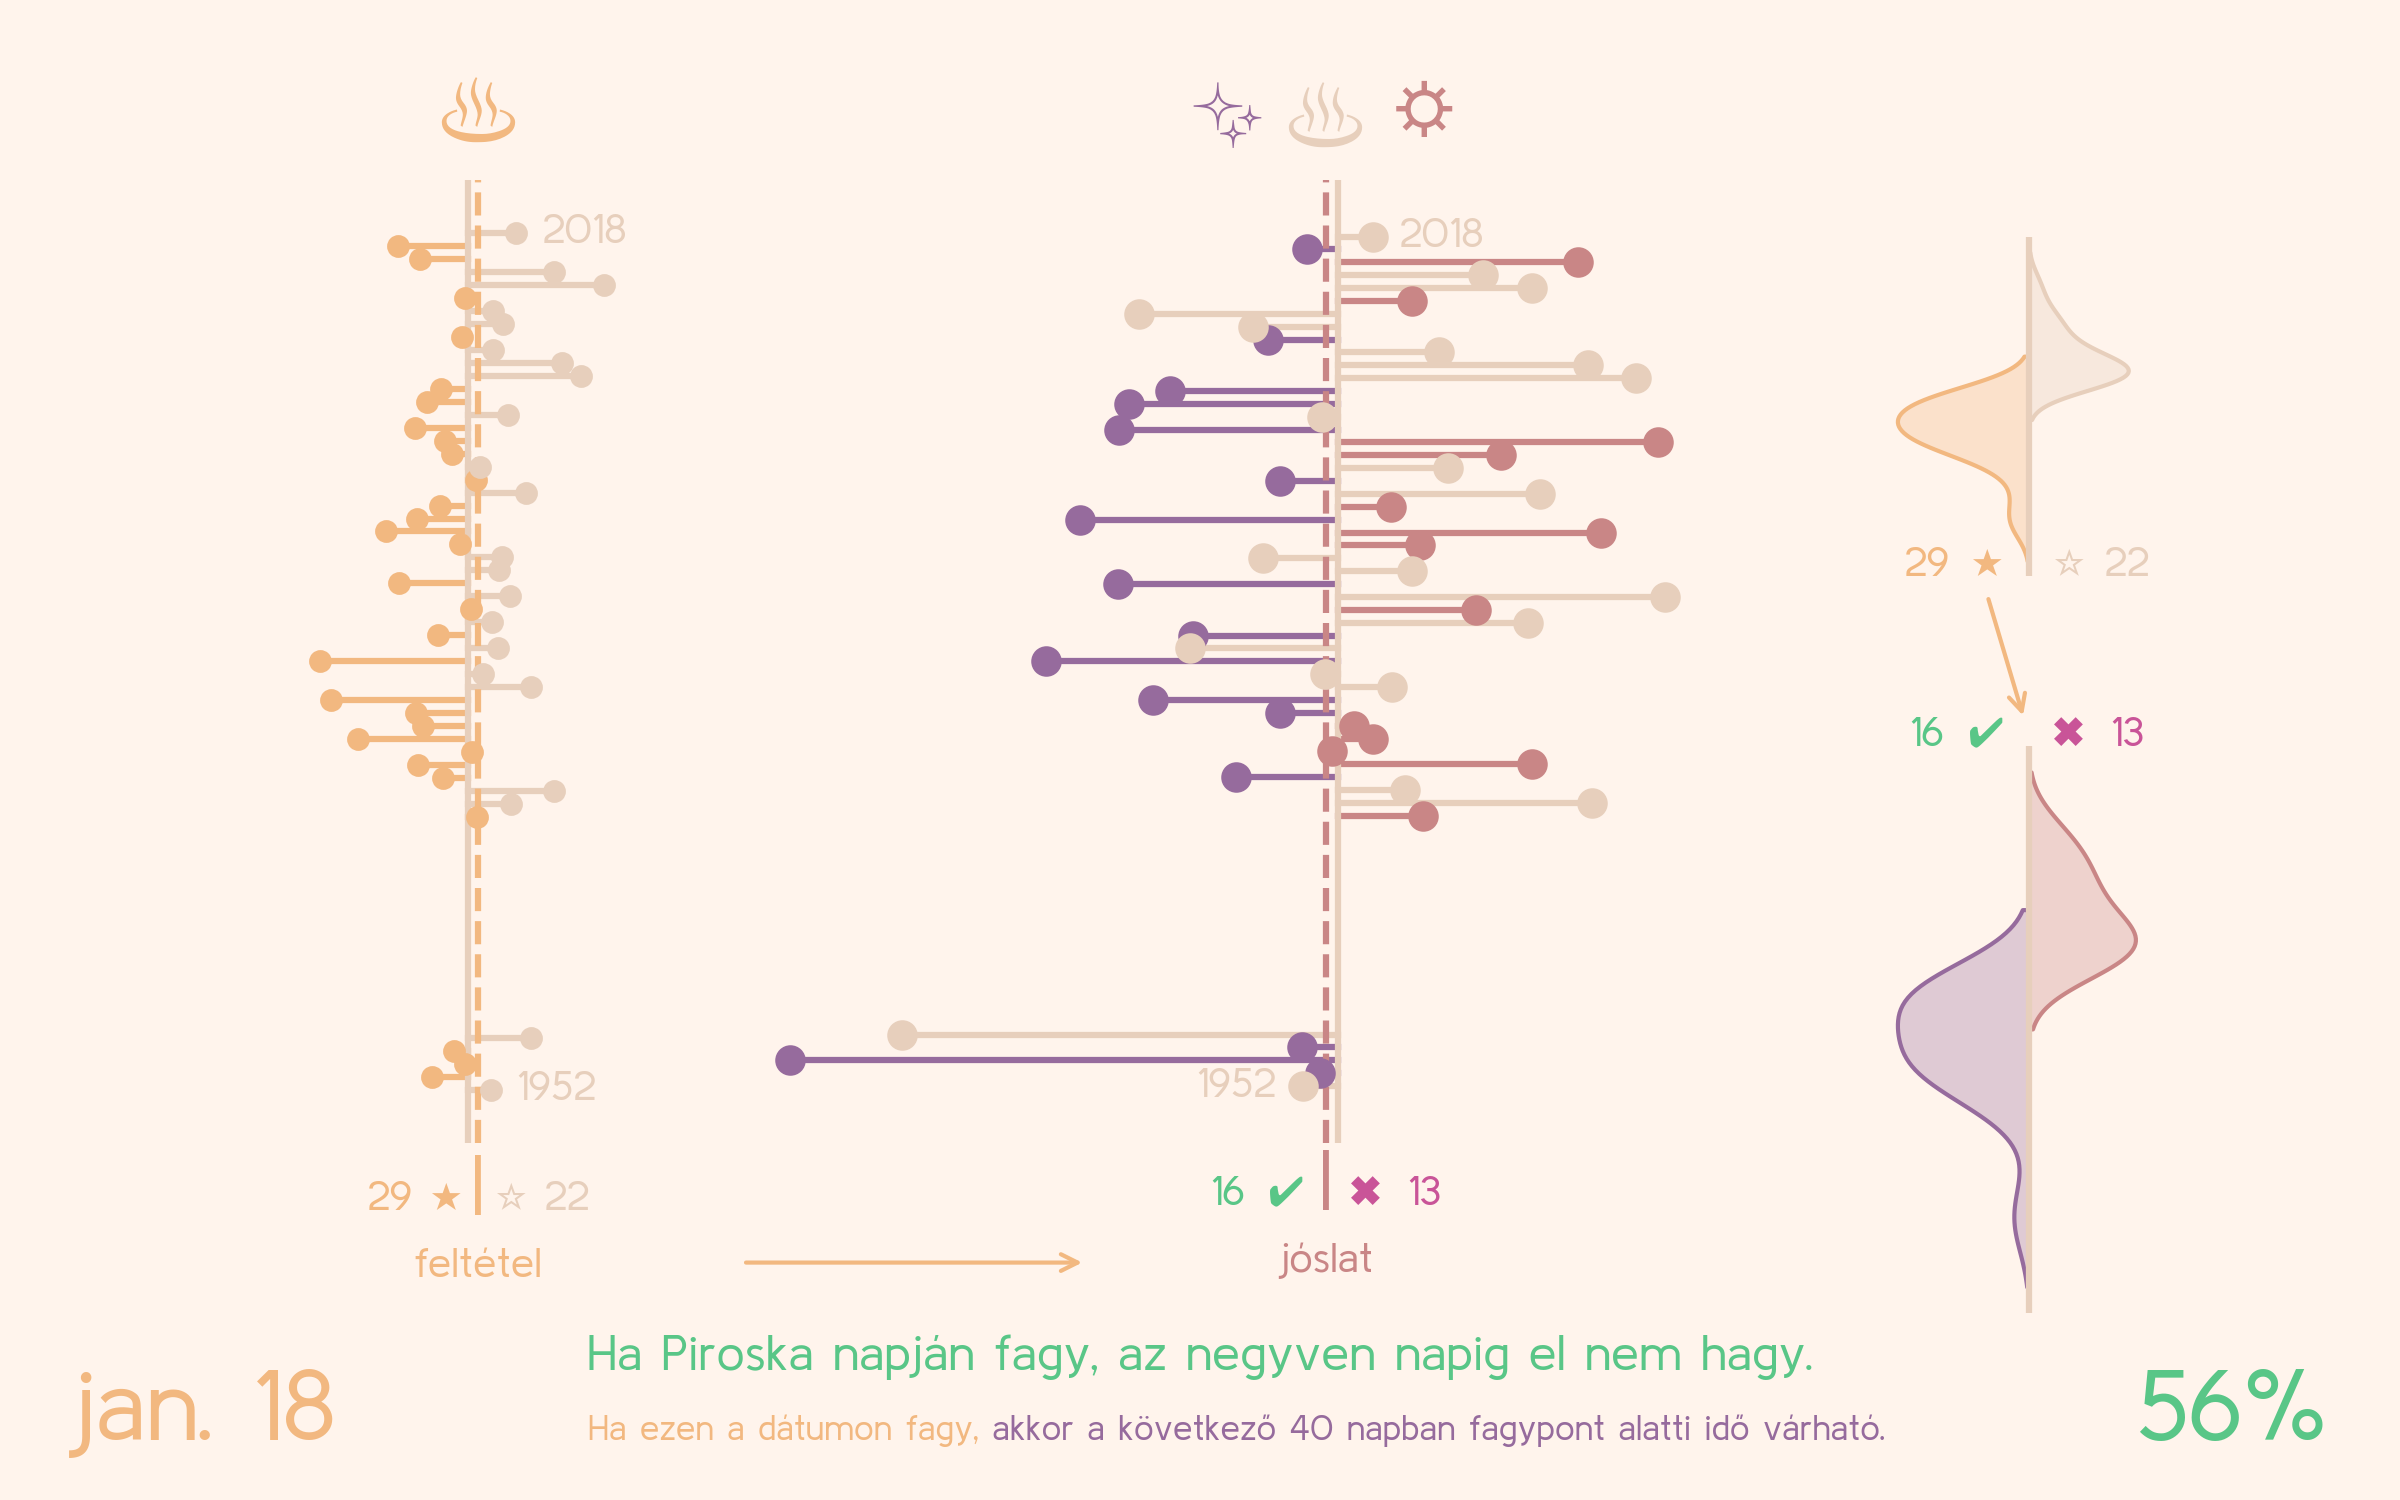 2018
2018
1952
1952
29 ★ ☆ 22
16 ✔ ✖ 13
29 ★ ☆ 22
16 ✔ ✖ 13
feltétel
jóslat
Ha Piroska napján fagy, az negyven napig el nem hagy.
jan. 18
56%
Ha ezen a dátumon fagy, akkor a következő 40 napban fagypont alatti idő várható.